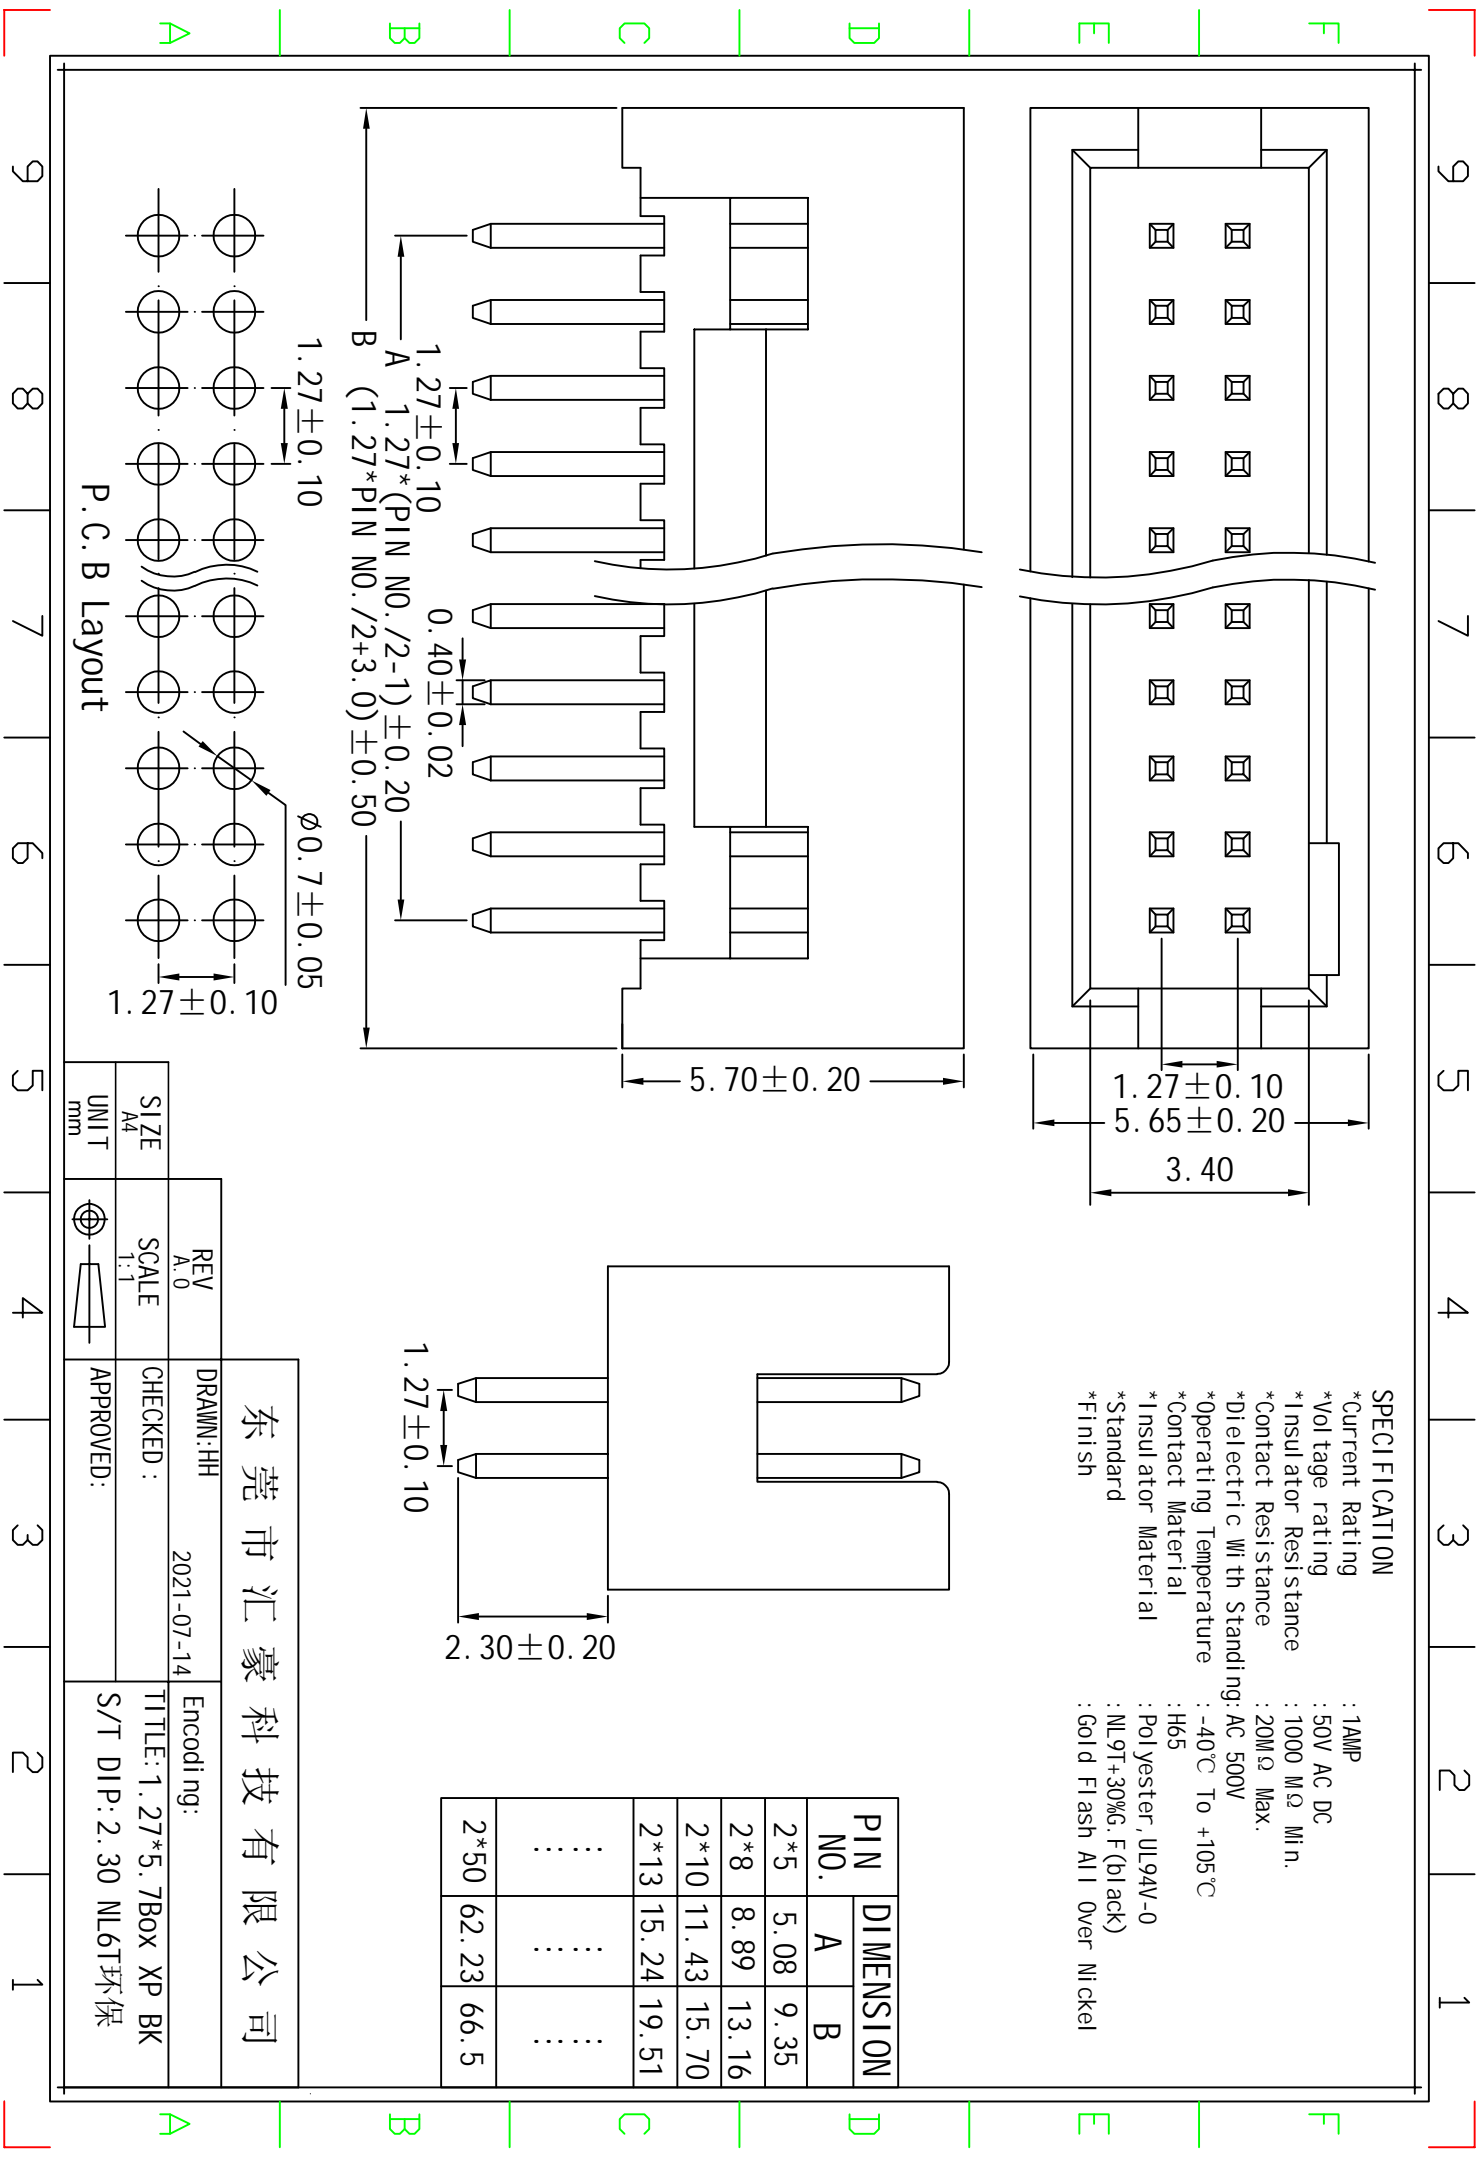 F E D C B A
9 8 7 6 5 4 3 2 1
1.27±0.10
5.65±0.20
3.40
5.70±0.20
1.27±0.10
0.40±0.02
A 1.27*(PIN NO./2-1)±0.20
B (1.27*PIN NO./2+3.0)±0.50
1.27±0.10
Ø0.7±0.05
1.27±0.10
P.C.B Layout
1.27±0.10
2.30±0.20
SPECIFICATION
*Current Rating :1AMP
*Voltage rating :50V AC DC
*Insulator Resistance :1000 MΩ Min.
*Contact Resistance :20MΩ Max.
*Dielectric With Standing:AC 500V
*Operating Temperature :-40℃ To +105℃
*Contact Material :H65
*Insulator Material :Polyester,UL94V-0
*Standard :NL9T+30%G.F(black)
*Finish :Gold Flash All Over Nickel
PIN NO. DIMENSION
A B
2*5 5.08 9.35
2*8 8.89 13.16
2*10 11.43 15.70
2*13 15.24 19.51
...... ...... ......
2*50 62.23 66.5
东莞市汇豪科技有限公司
REV
A.0
DRAWN:HH
2021-07-14
Encoding:
SIZE
A4
SCALE
1:1
CHECKED:
TITLE:1.27*5.7Box XP BK
S/T DIP:2.30 NL6T环保
UNIT
mm
APPROVED:
9 8 7 6 5 4 3 2 1
F E D C B A